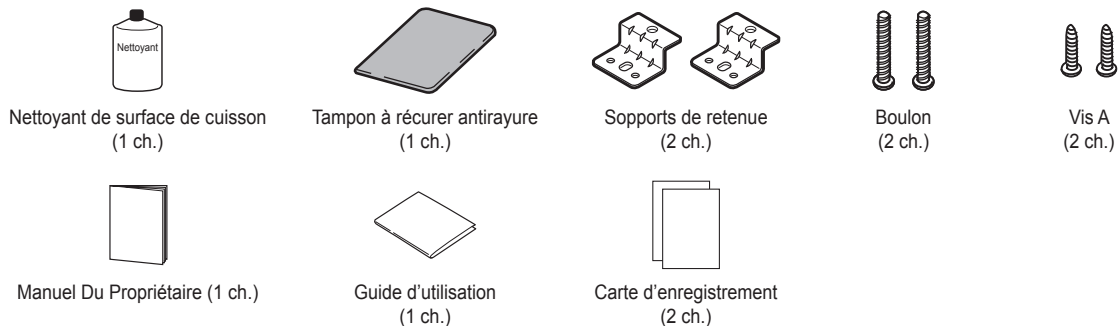 Nettoyant
Nettoyant de surface de cuisson
(1 ch.)
Tampon à récurer antirayure
(1 ch.)
Sopports de retenue
(2 ch.)
Boulon
(2 ch.)
Vis A
(2 ch.)
Manuel Du Propriétaire (1 ch.)
Guide d’utilisation
(1 ch.)
Carte d’enregistrement
(2 ch.)